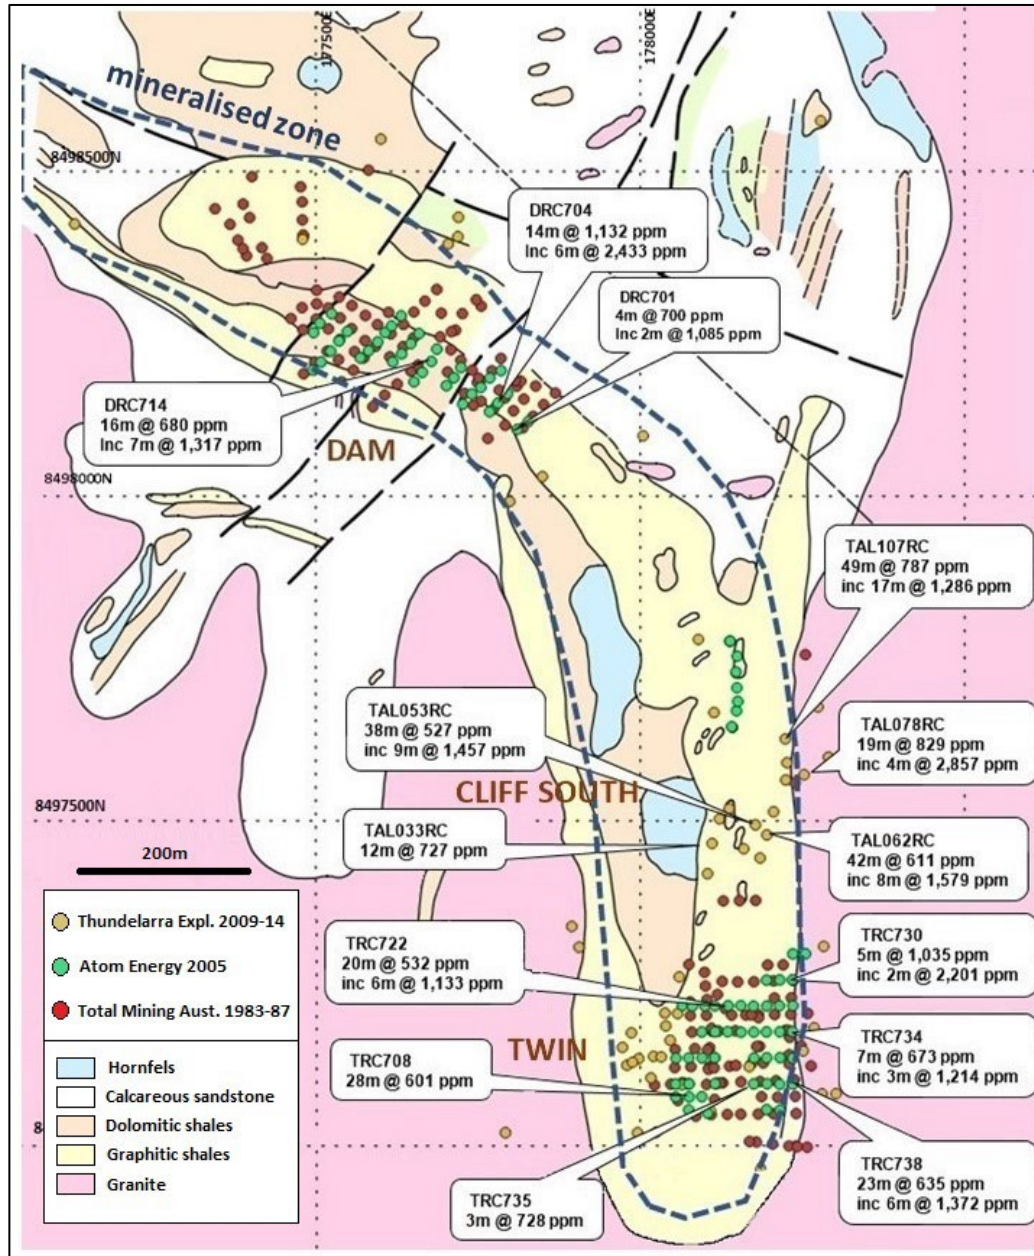 177500E
178000E
mineralised zone
8498500N
DRC704
14m @ 1,132 ppm
Inc 6m @ 2,433 ppm
DRC701
4m @ 700 ppm
Inc 2m @ 1,085 ppm
DRC714
16m @ 680 ppm
Inc 7m @ 1,317 ppm
DAM
8498000N
TAL107RC
49m @ 787 ppm
inc 17m @ 1,286 ppm
TAL053RC
38m @ 527 ppm
inc 9m @ 1,457 ppm
TAL078RC
19m @ 829 ppm
inc 4m @ 2,857 ppm
CLIFF SOUTH
8497500N
TAL033RC
12m @ 727 ppm
TAL062RC
42m @ 611 ppm
inc 8m @ 1,579 ppm
200m
Thundelarra Expl. 2009-14
Atom Energy 2005
Total Mining Aust. 1983-87
TRC722
20m @ 532 ppm
inc 6m @ 1,133 ppm
TRC730
5m @ 1,035 ppm
inc 2m @ 2,201 ppm
TWIN
TRC734
7m @ 673 ppm
inc 3m @ 1,214 ppm
TRC708
28m @ 601 ppm
Hornfels
Calcareous sandstone
Dolomitic shales
Graphitic shales
Granite
TRC738
23m @ 635 ppm
inc 6m @ 1,372 ppm
TRC735
3m @ 728 ppm